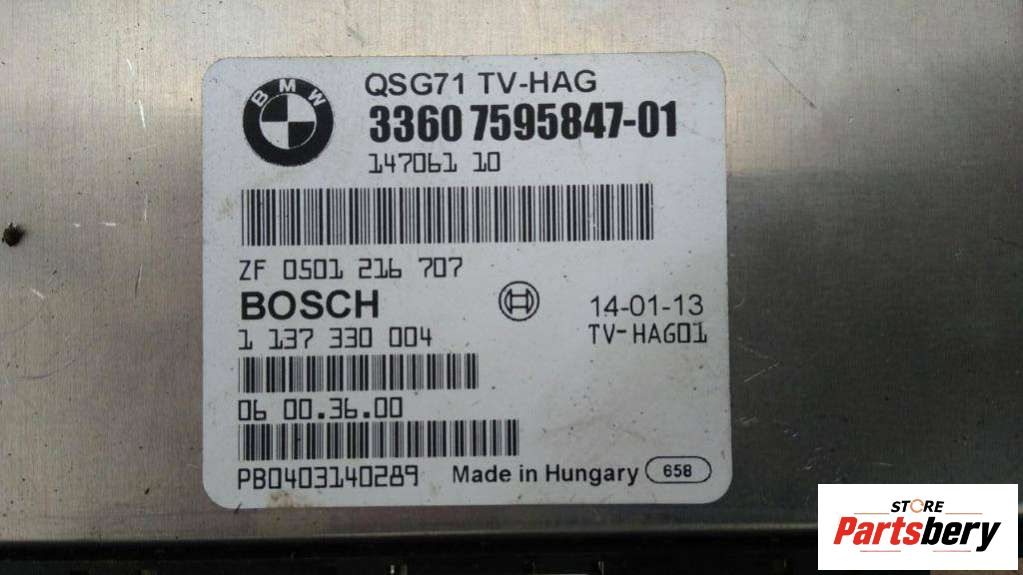 BMW
QSG71 TV-HAG
3360 7595847-01
147061 10
ZF 0501 216 707
BOSCH
14-01-13
1 137 330 004
TV-HAG01
06 00.36.00
PB0403140289
Made in Hungary 658
STORE
Partsbery